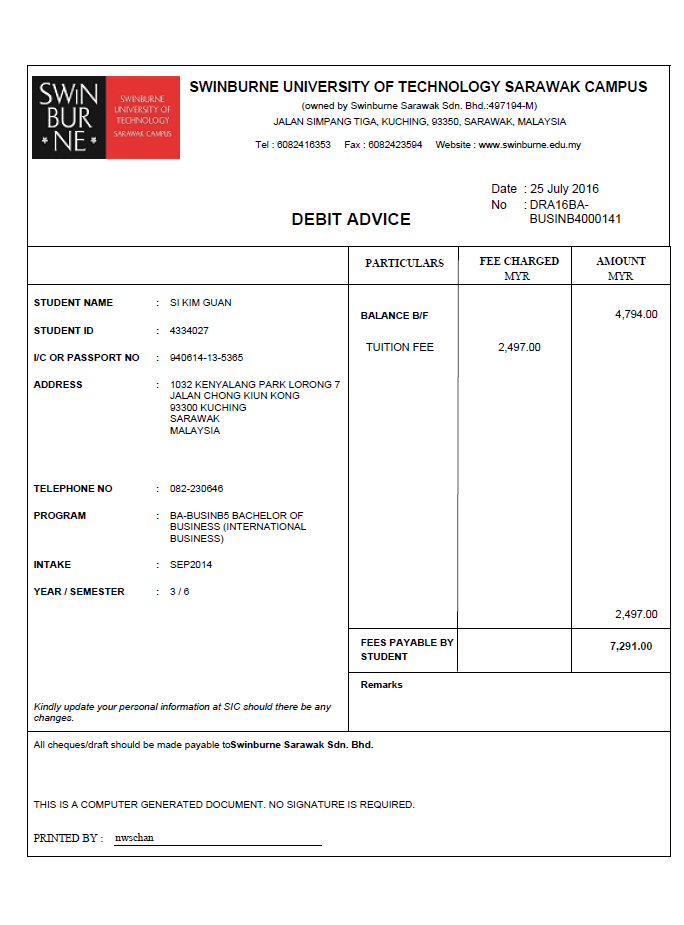 SWiN
BUR
* NE *
SWINBURNE
UNIVERSITY OF
TECHNOLOGY
SARAWAK CAMPUS
SWINBURNE UNIVERSITY OF TECHNOLOGY SARAWAK CAMPUS
(owned by Swinburne Sarawak Sdn. Bhd.:497194-M)
JALAN SIMPANG TIGA, KUCHING, 93350, SARAWAK, MALAYSIA
Tel : 6082416353 Fax : 6082423594 Website : www.swinburne.edu.my
Date : 25 July 2016
No : DRA16BA-
BUSINB4000141
DEBIT ADVICE
PARTICULARS FEE CHARGED AMOUNT
MYR MYR
STUDENT NAME : SI KIM GUAN
STUDENT ID : 4334027
I/C OR PASSPORT NO : 940614-13-5365
ADDRESS : 1032 KENYALANG PARK LORONG 7
JALAN CHONG KIUN KONG
93300 KUCHING
SARAWAK
MALAYSIA
TELEPHONE NO : 082-230646
PROGRAM : BA-BUSINB5 BACHELOR OF
BUSINESS (INTERNATIONAL
BUSINESS)
INTAKE : SEP2014
YEAR / SEMESTER : 3 / 6
Kindly update your personal information at SIC should there be any
changes.
BALANCE B/F 4,794.00
TUITION FEE 2,497.00
2,497.00
FEES PAYABLE BY
STUDENT 7,291.00
Remarks
All cheques/draft should be made payable toSwinburne Sarawak Sdn. Bhd.
THIS IS A COMPUTER GENERATED DOCUMENT. NO SIGNATURE IS REQUIRED.
PRINTED BY : nwschan